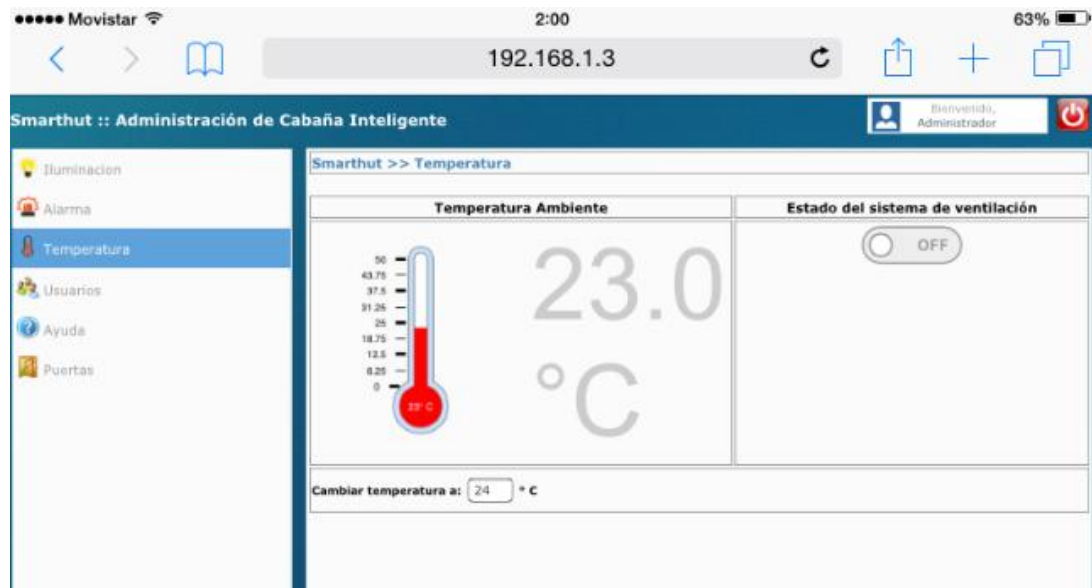 Movistar 2:00 63%
192.168.1.3
Smarthut :: Administración de Cabaña Inteligente
Bienvenido,
Administrador
Iluminacion
Alarma
Temperatura
Usuarios
Ayuda
Puertas
Smarthut >> Temperatura
Temperatura Ambiente
50
43.75
37.5
31.25
25
18.75
12.5
6.25
0
23° C
23.0
°C
Estado del sistema de ventilación
OFF
Cambiar temperatura a: 24 ° C